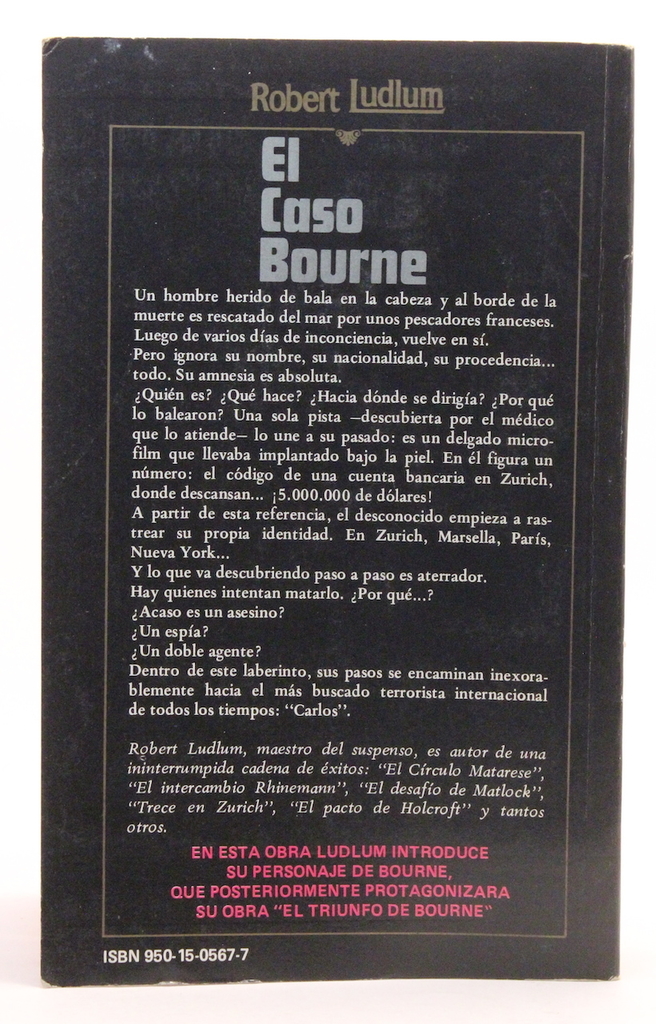 Robert Ludlum
El
Caso
Bourne
Un hombre herido de bala en la cabeza y al borde de la
muerte es rescatado del mar por unos pescadores franceses.
Luego de varios días de inconciencia, vuelve en sí.
Pero ignora su nombre, su nacionalidad, su procedencia...
todo. Su amnesia es absoluta.
¿Quién es? ¿Qué hace? ¿Hacia dónde se dirigía? ¿Por qué
lo balearon? Una sola pista —descubierta por el médico
que lo atiende— lo une a su pasado: es un delgado micro-
film que llevaba implantado bajo la piel. En él figura un
número: el código de una cuenta bancaria en Zurich,
donde descansan... ¡5.000.000 de dólares!
A partir de esta referencia, el desconocido empieza a ras-
trear su propia identidad. En Zurich, Marsella, París,
Nueva York...
Y lo que va descubriendo paso a paso es aterrador.
Hay quienes intentan matarlo. ¿Por qué...?
¿Acaso es un asesino?
¿Un espía?
¿Un doble agente?
Dentro de este laberinto, sus pasos se encaminan inexora-
blemente hacia el más buscado terrorista internacional
de todos los tiempos: "Carlos".
Robert Ludlum, maestro del suspenso, es autor de una
ininterrumpida cadena de éxitos: "El Círculo Matarese",
"El intercambio Rhinemann", "El desafío de Matlock",
"Trece en Zurich", "El pacto de Holcroft" y tantos
otros.
EN ESTA OBRA LUDLUM INTRODUCE
SU PERSONAJE DE BOURNE,
QUE POSTERIORMENTE PROTAGONIZARA
SU OBRA "EL TRIUNFO DE BOURNE"
ISBN 950-15-0567-7